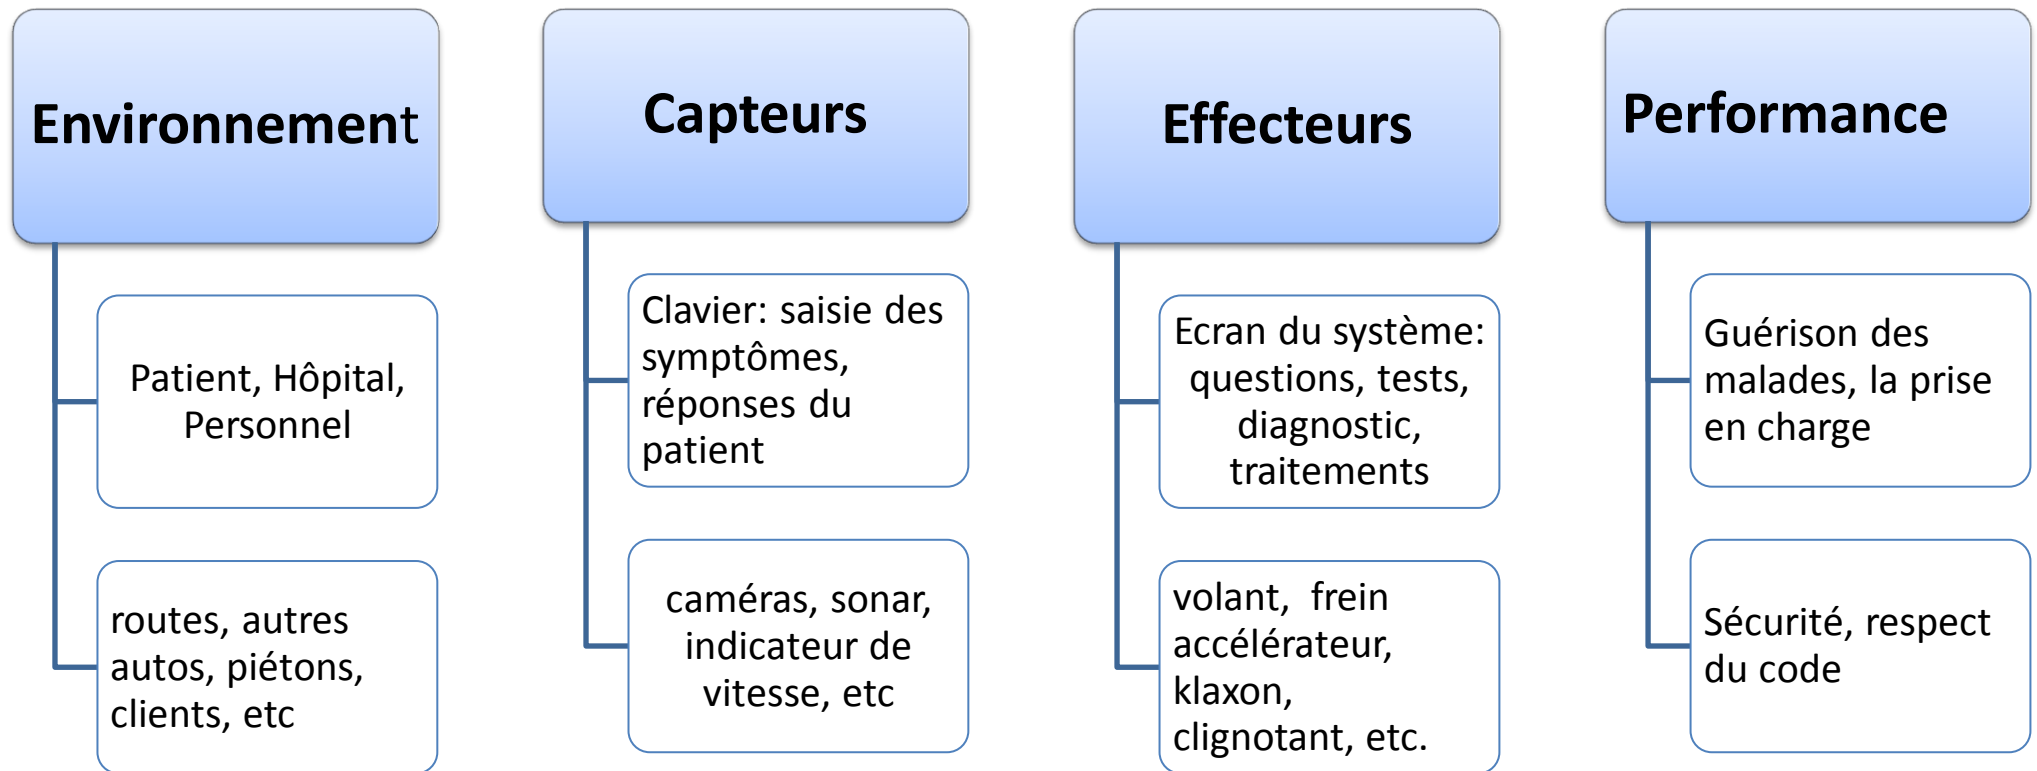 Environnement
Patient, Hôpital,
Personnel
routes, autres
autos, piétons,
clients, etc
Capteurs
Clavier: saisie des
symptômes,
réponses du
patient
caméras, sonar,
indicateur de
vitesse, etc
Effecteurs
Ecran du système:
questions, tests,
diagnostic,
traitements
volant,  frein
accélérateur,
klaxon,
clignotant, etc.
Performance
Guérison des
malades, la prise
en charge
Sécurité, respect
du code